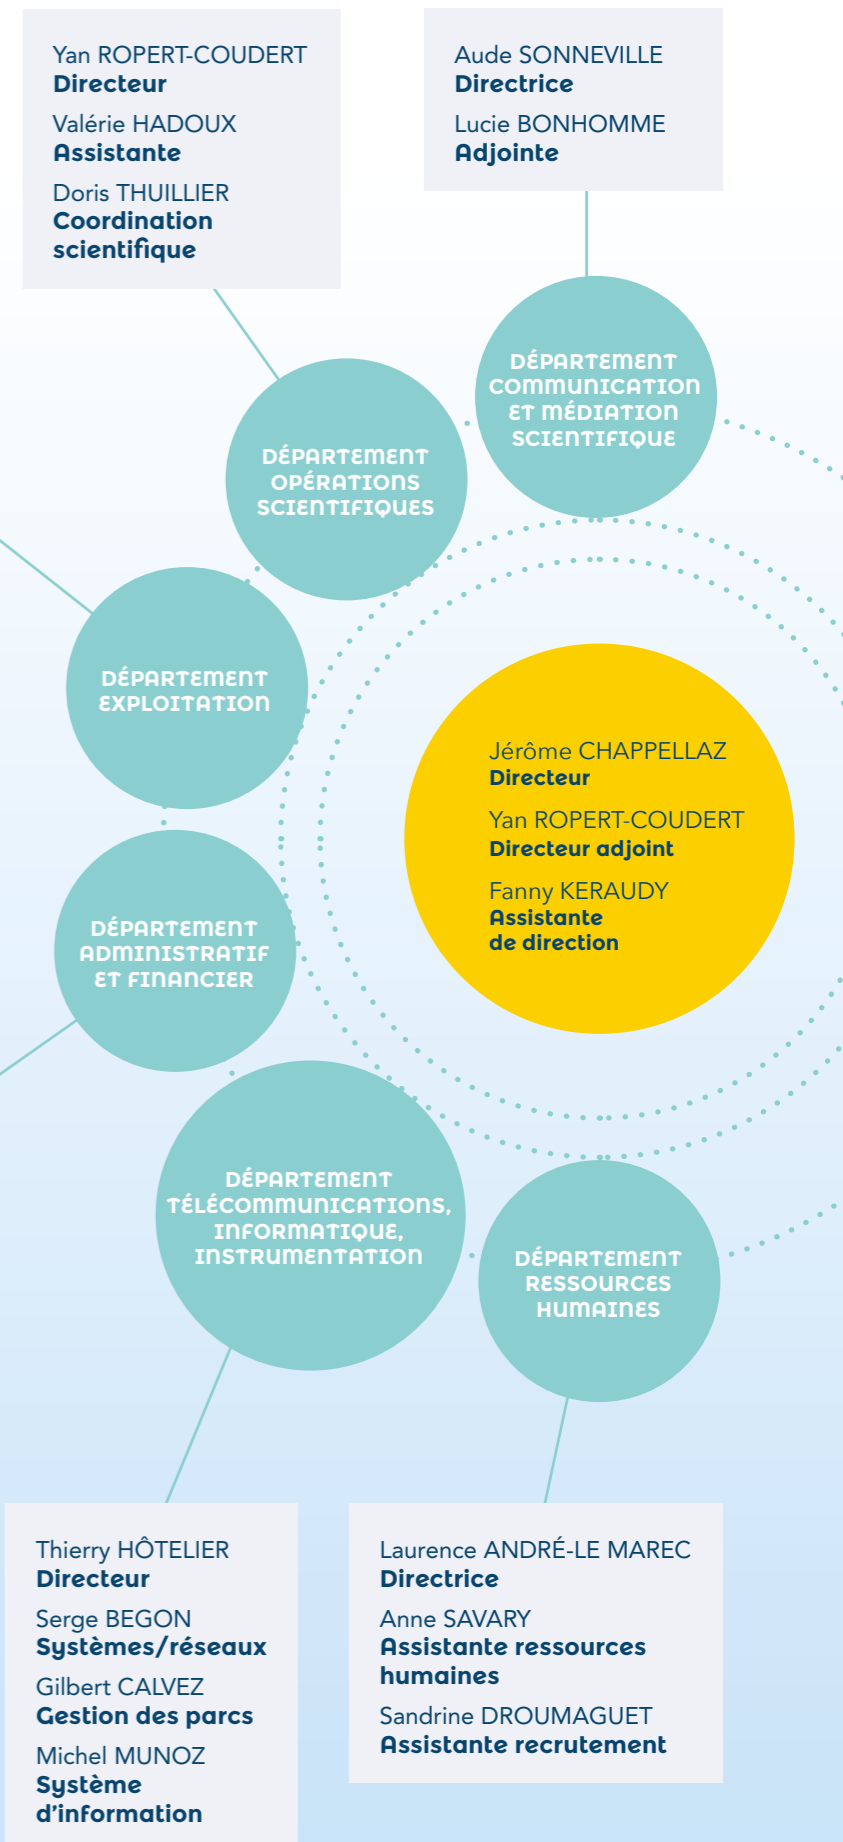 Yan ROPERT-COUDERT
Directeur
Valérie HADOUX
Assistante
Doris THUILLIER
Coordination
scientifique
Aude SONNEVILLE
Directrice
Lucie BONHOMME
Adjointe
DÉPARTEMENT
COMMUNICATION
ET MÉDIATION
SCIENTIFIQUE
DÉPARTEMENT
OPÉRATIONS
SCIENTIFIQUES
DÉPARTEMENT
EXPLOITATION
Jérôme CHAPPELLAZ
Directeur
Yan ROPERT-COUDERT
Directeur adjoint
Fanny KERAUDY
Assistante
de direction
DÉPARTEMENT
ADMINISTRATIF
ET FINANCIER
DÉPARTEMENT
TÉLÉCOMMUNICATIONS,
INFORMATIQUE,
INSTRUMENTATION
DÉPARTEMENT
RESSOURCES
HUMAINES
Thierry HÔTELIER
Directeur
Serge BEGON
Systèmes/réseaux
Gilbert CALVEZ
Gestion des parcs
Michel MUNOZ
Système
d'information
Laurence ANDRÉ-LE MAREC
Directrice
Anne SAVARY
Assistante ressources
humaines
Sandrine DROUMAGUET
Assistante recrutement